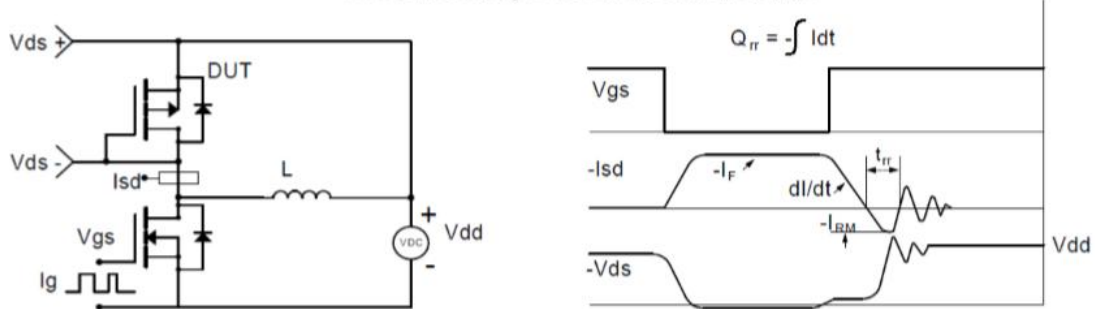 Vds +
DUT
Vds -
Isd
L
Vgs
Ig
+
VDC
-
Vdd
Qrr = -∫ Idt
Vgs
-Isd
-IF
dI/dt
trr
-IRM
Vdd
-Vds